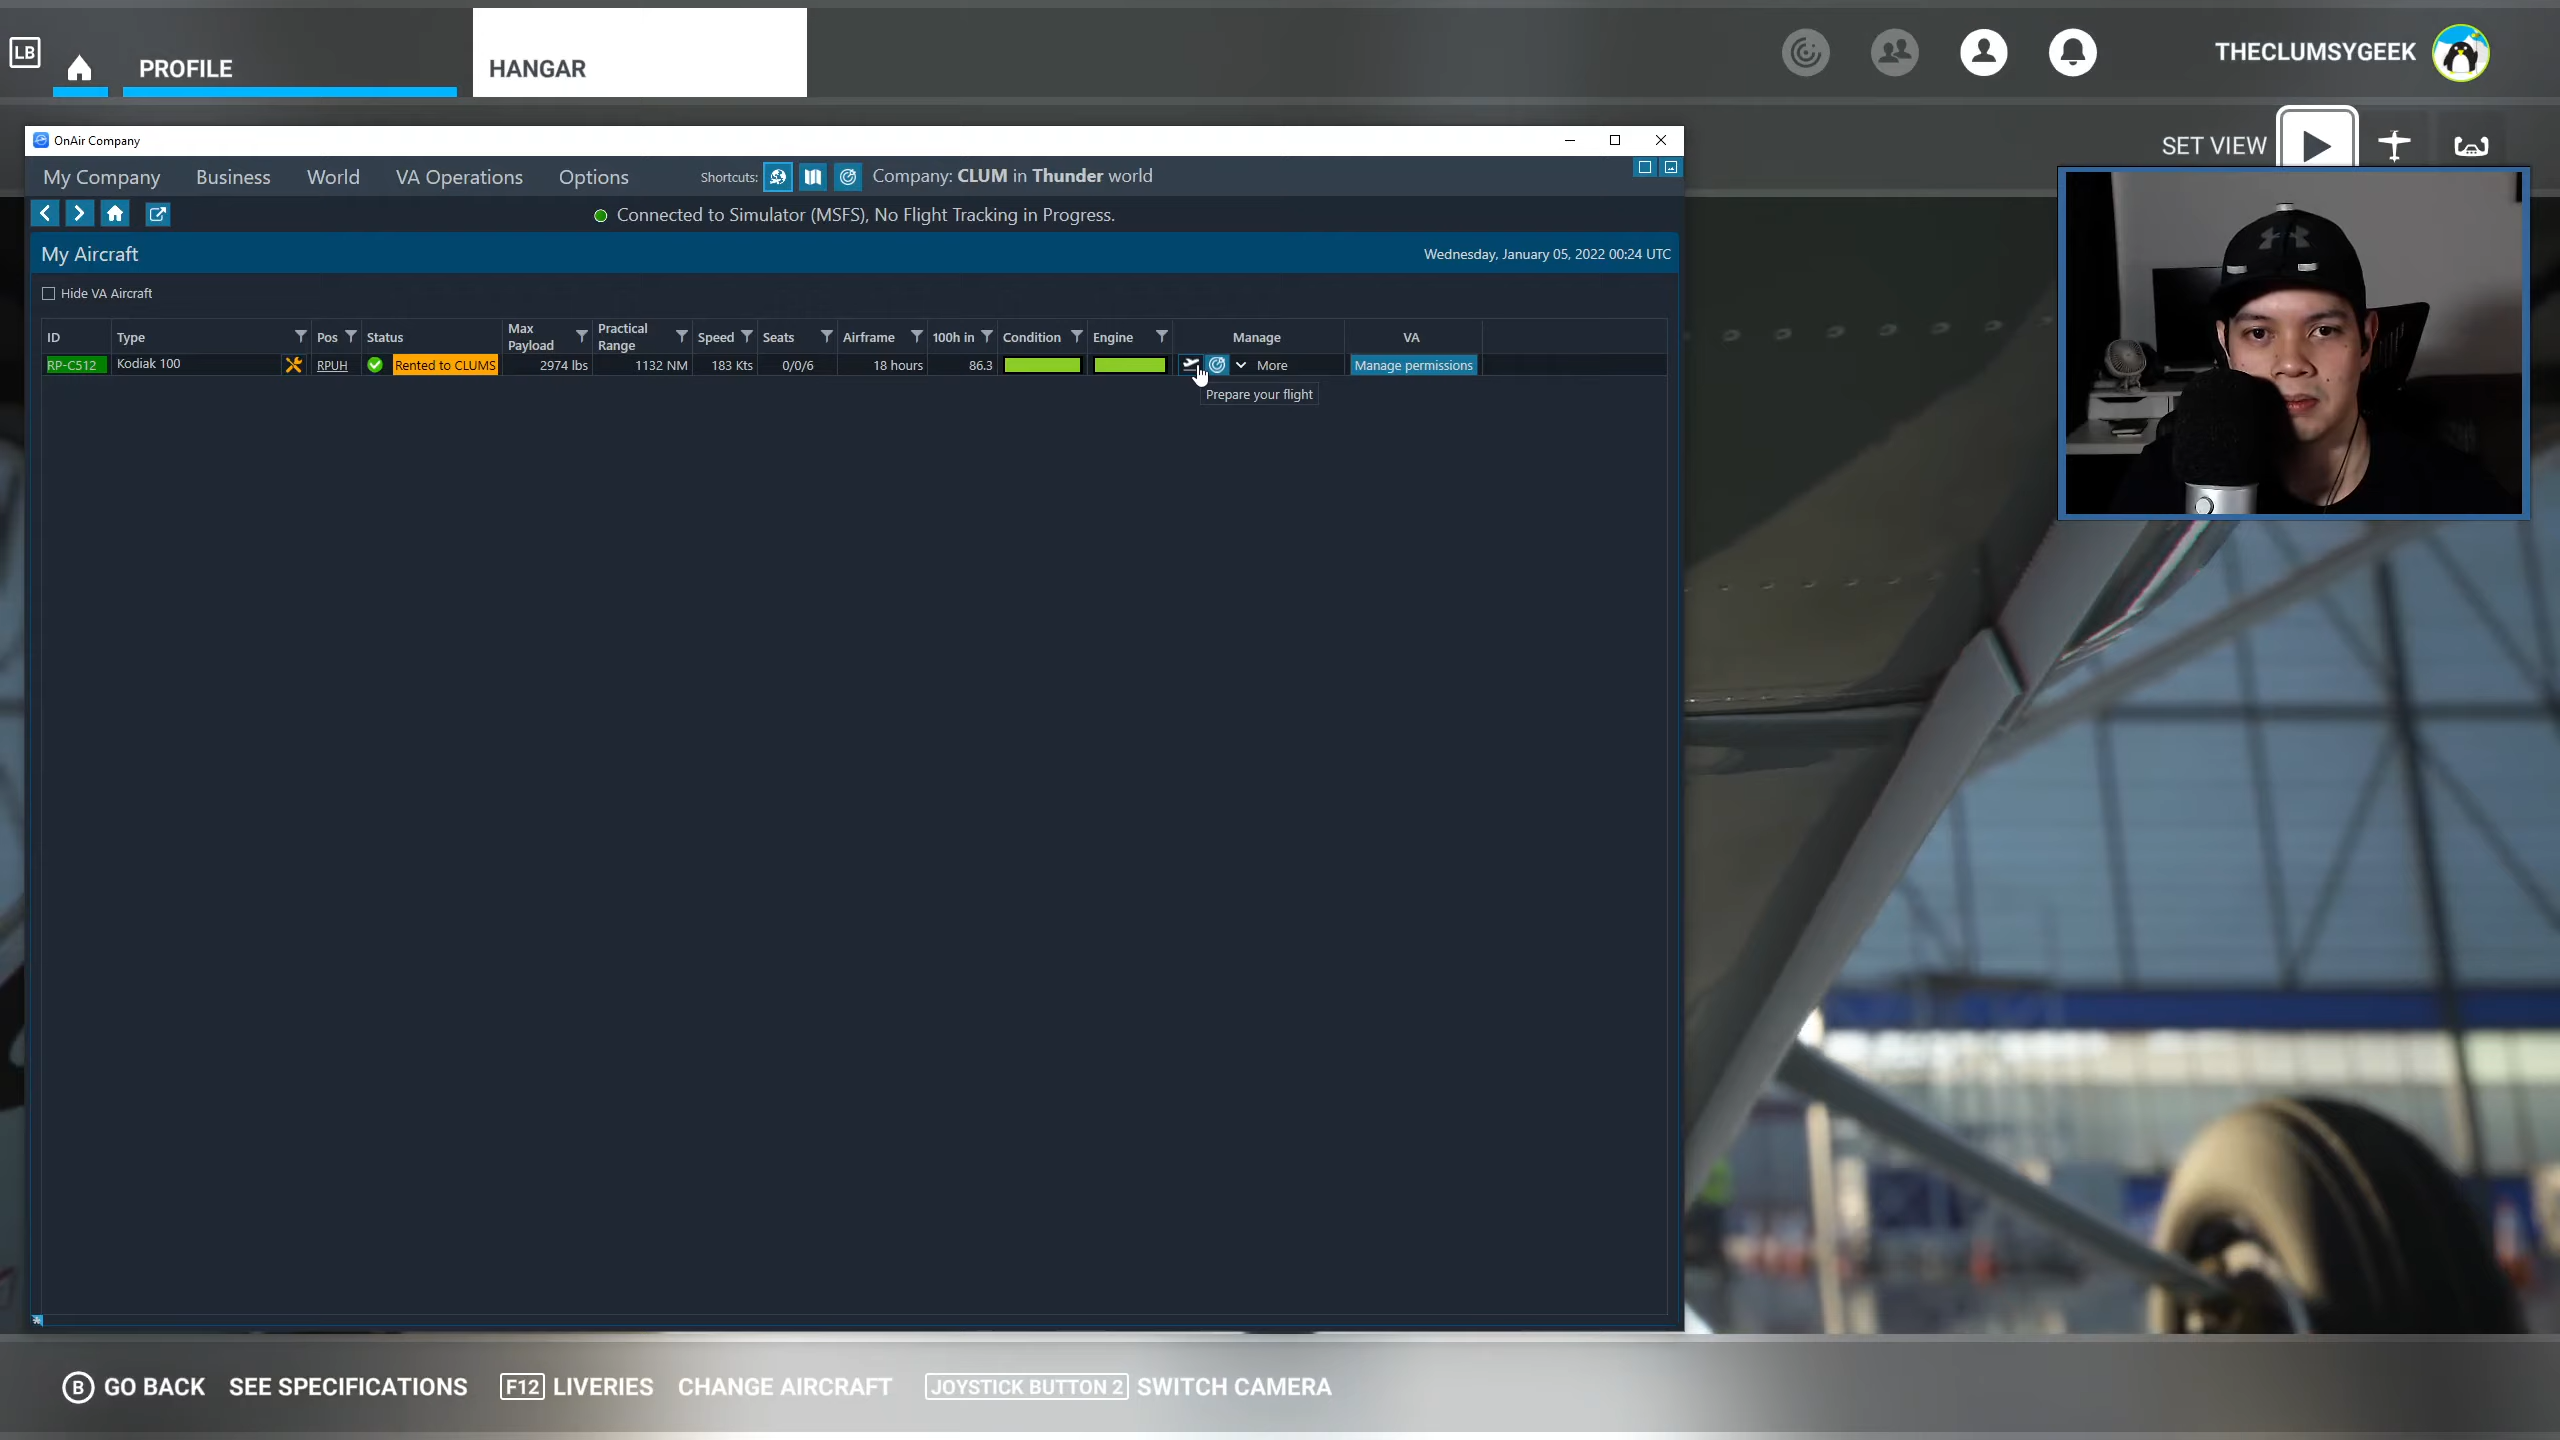 LB
PROFILE
HANGAR
THECLUMSYGEEK
SET VIEW
OnAir Company
My Company Business World VA Operations Options Shortcuts: Company: CLUM in Thunder world
Connected to Simulator (MSFS), No Flight Tracking in Progress.
My Aircraft
Wednesday, January 05, 2022 00:24 UTC
Hide VA Aircraft
ID Type Pos Status Max Payload Practical Range Speed Seats Airframe 100h in Condition Engine Manage VA
RP-C512 Kodiak 100 RPUH Rented to CLUMS 2974 lbs 1132 NM 183 Kts 0/0/6 18 hours 86.3 More Manage permissions
Prepare your flight
B GO BACK SEE SPECIFICATIONS F12 LIVERIES CHANGE AIRCRAFT JOYSTICK BUTTON 2 SWITCH CAMERA